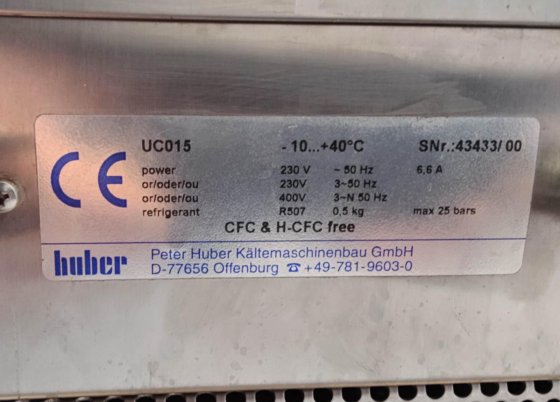 CE
UC015 - 10...+40°C SNr.:43433/ 00
power 230 V ~ 50 Hz 6,6 A
or/oder/ou 230V 3~50 Hz
or/oder/ou 400V 3~N 50 Hz
refrigerant R507 0,5 kg max 25 bars
CFC & H-CFC free
huber
Peter Huber Kältemaschinenbau GmbH
D-77656 Offenburg ☎ +49-781-9603-0